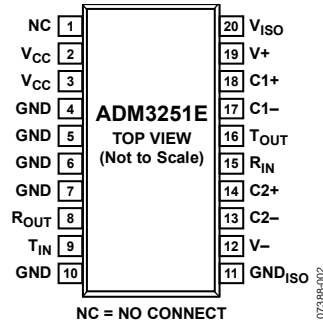 NC 1
VCC 2
VCC 3
GND 4
GND 5
GND 6
GND 7
ROUT 8
TIN 9
GND 10
ADM3251E
TOP VIEW
(Not to Scale)
20 VISO
19 V+
18 C1+
17 C1–
16 TOUT
15 RIN
14 C2+
13 C2–
12 V–
11 GNDISO
NC = NO CONNECT
07388-002